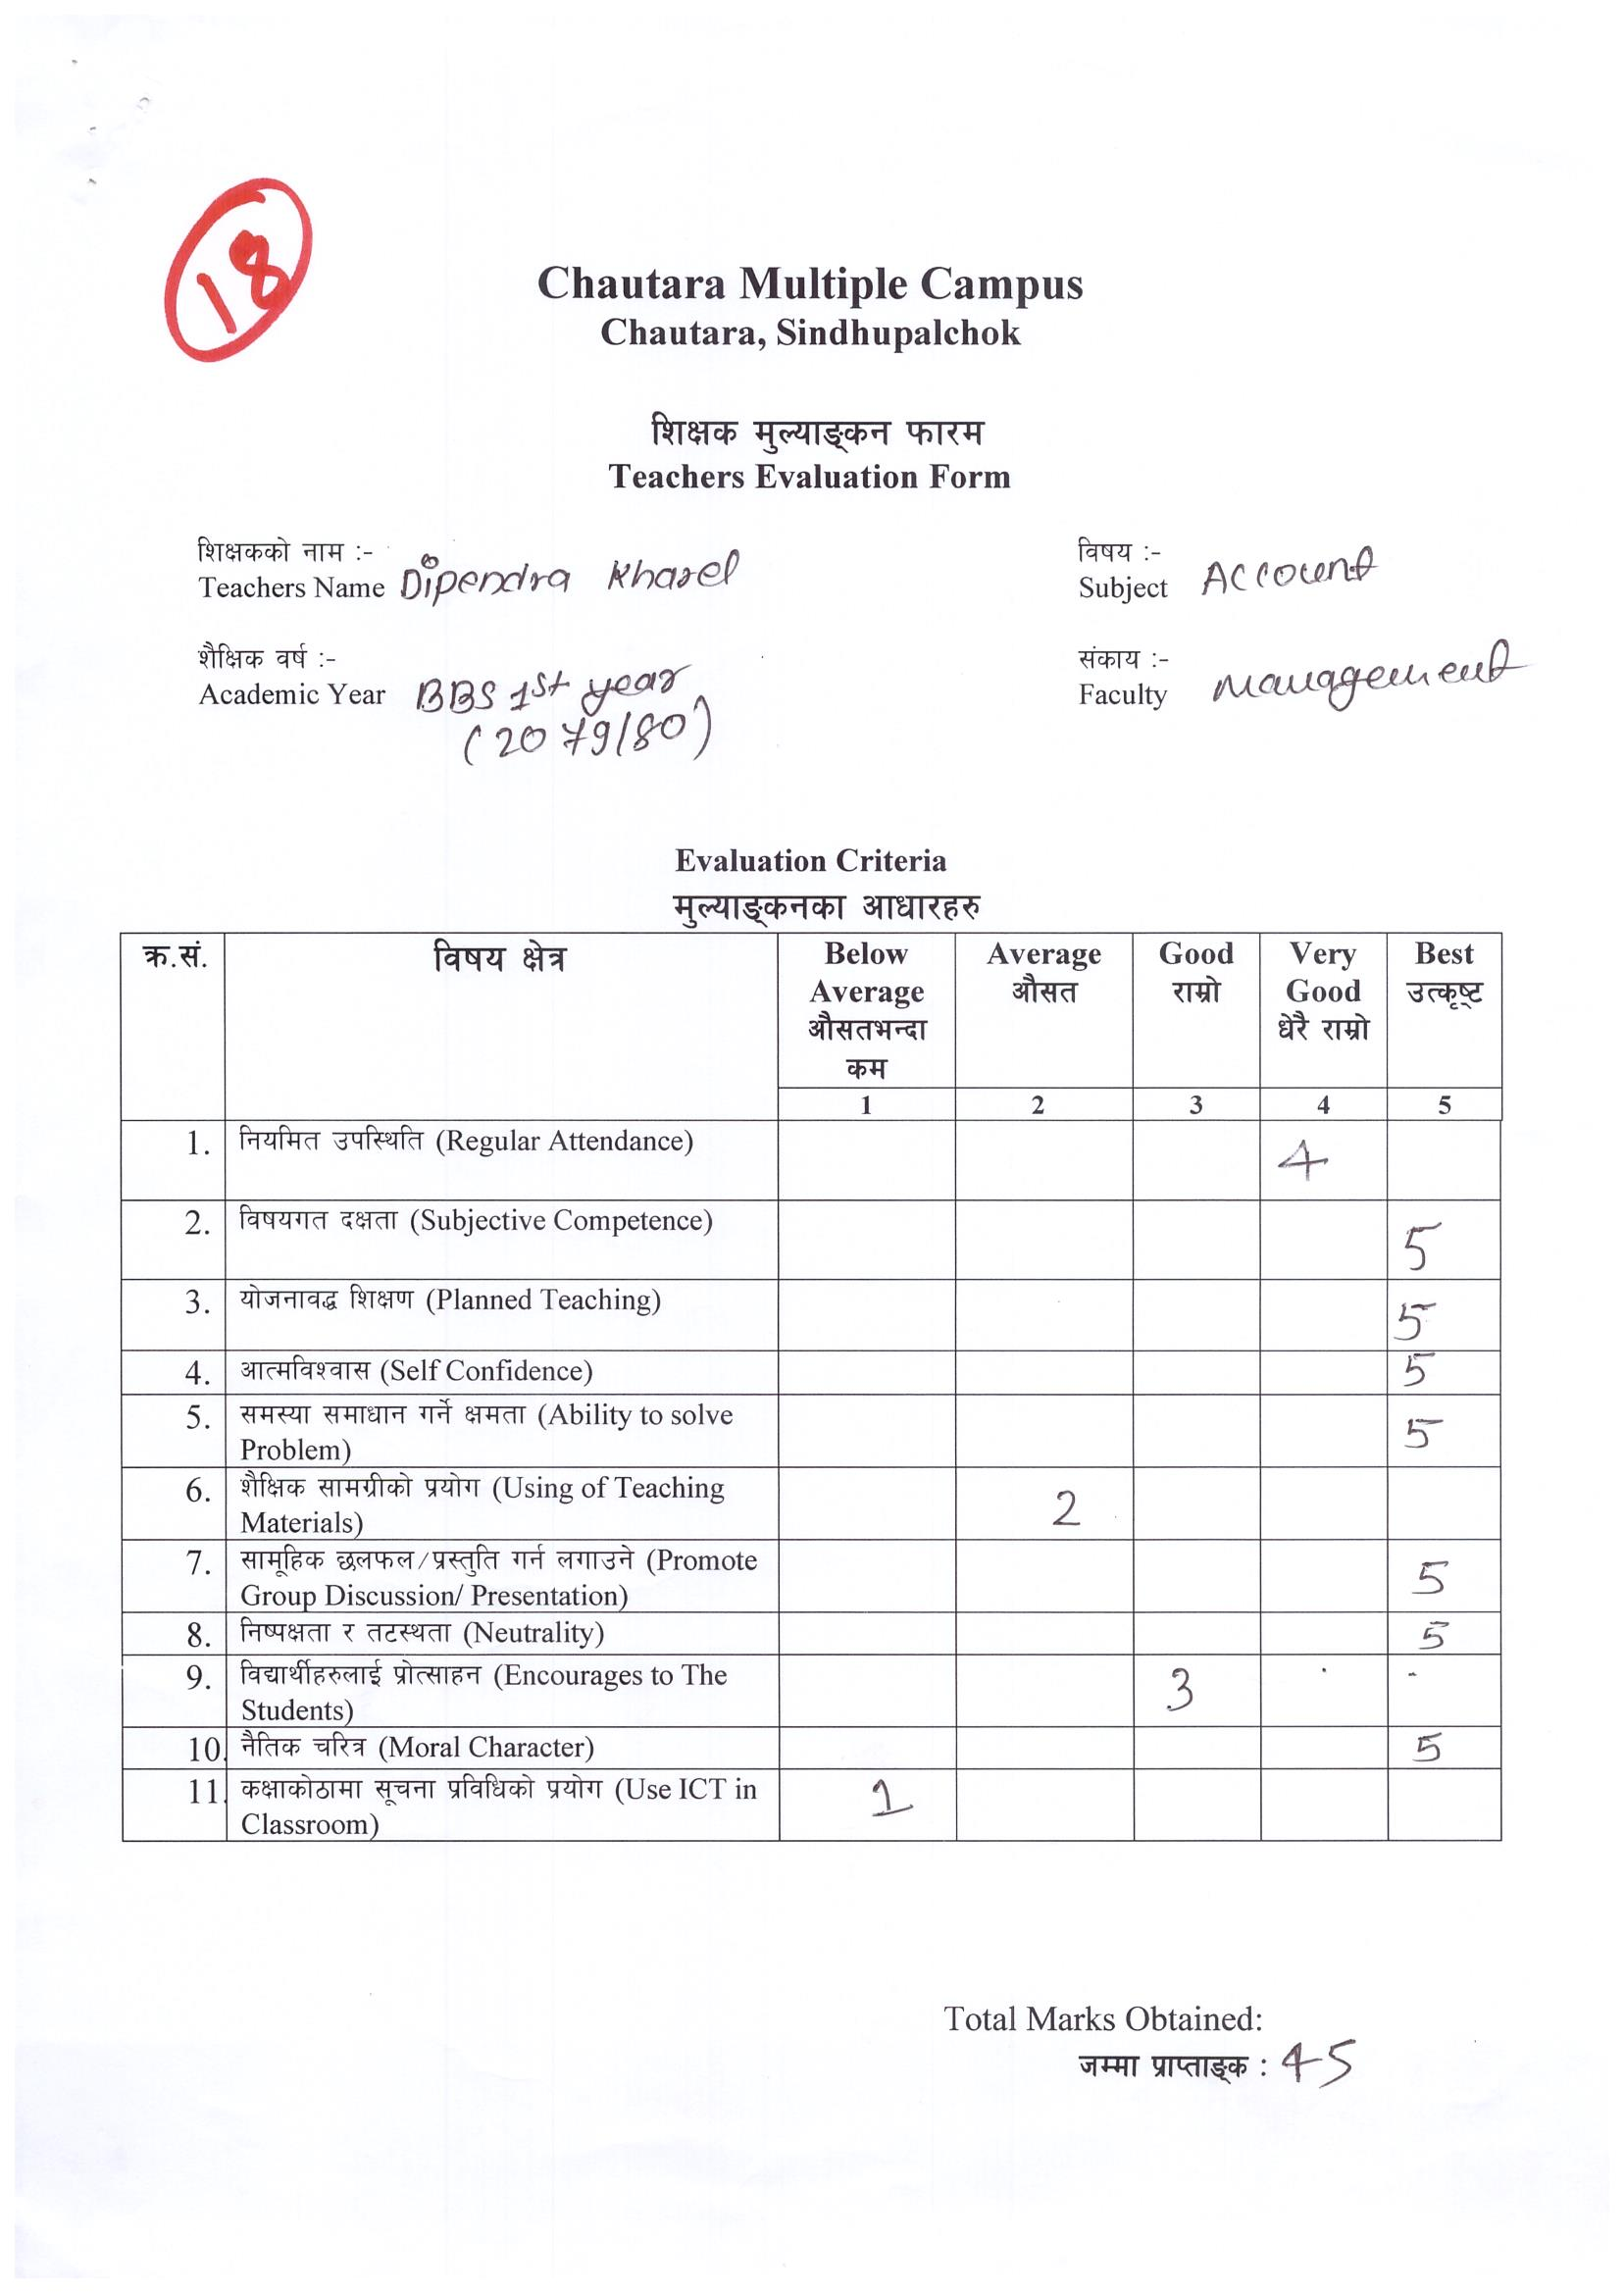 18
Chautara Multiple Campus
Chautara, Sindhupalchok
शिक्षक मुल्याङ्कन फारम
Teachers Evaluation Form
शिक्षकको नाम :- विषय :-
Teachers Name Dipendra Kharel Subject Account
शैक्षिक वर्ष :- संकाय :-
Academic Year BBS 1st year Faculty Management
(2079/80)
Evaluation Criteria
मुल्याङ्कनका आधारहरु
क्र.सं. विषय क्षेत्र Below Average Good Very Best
Average औसत राम्रो Good उत्कृष्ट
औसतभन्दा धेरै राम्रो
कम
1 2 3 4 5
1. नियमित उपस्थिति (Regular Attendance) 4
2. विषयगत दक्षता (Subjective Competence) 5
3. योजनावद्ध शिक्षण (Planned Teaching) 5
4. आत्मविश्वास (Self Confidence) 5
5. समस्या समाधान गर्ने क्षमता (Ability to solve 5
Problem)
6. शैक्षिक सामग्रीको प्रयोग (Using of Teaching 2
Materials)
7. सामूहिक छलफल/प्रस्तुति गर्न लगाउने (Promote 5
Group Discussion/ Presentation)
8. निष्पक्षता र तटस्थता (Neutrality) 5
9. विद्यार्थीहरुलाई प्रोत्साहन (Encourages to The 3
Students)
10. नैतिक चरित्र (Moral Character) 5
11. कक्षाकोठामा सूचना प्रविधिको प्रयोग (Use ICT in 1
Classroom)
Total Marks Obtained:
जम्मा प्राप्ताङ्क : 45